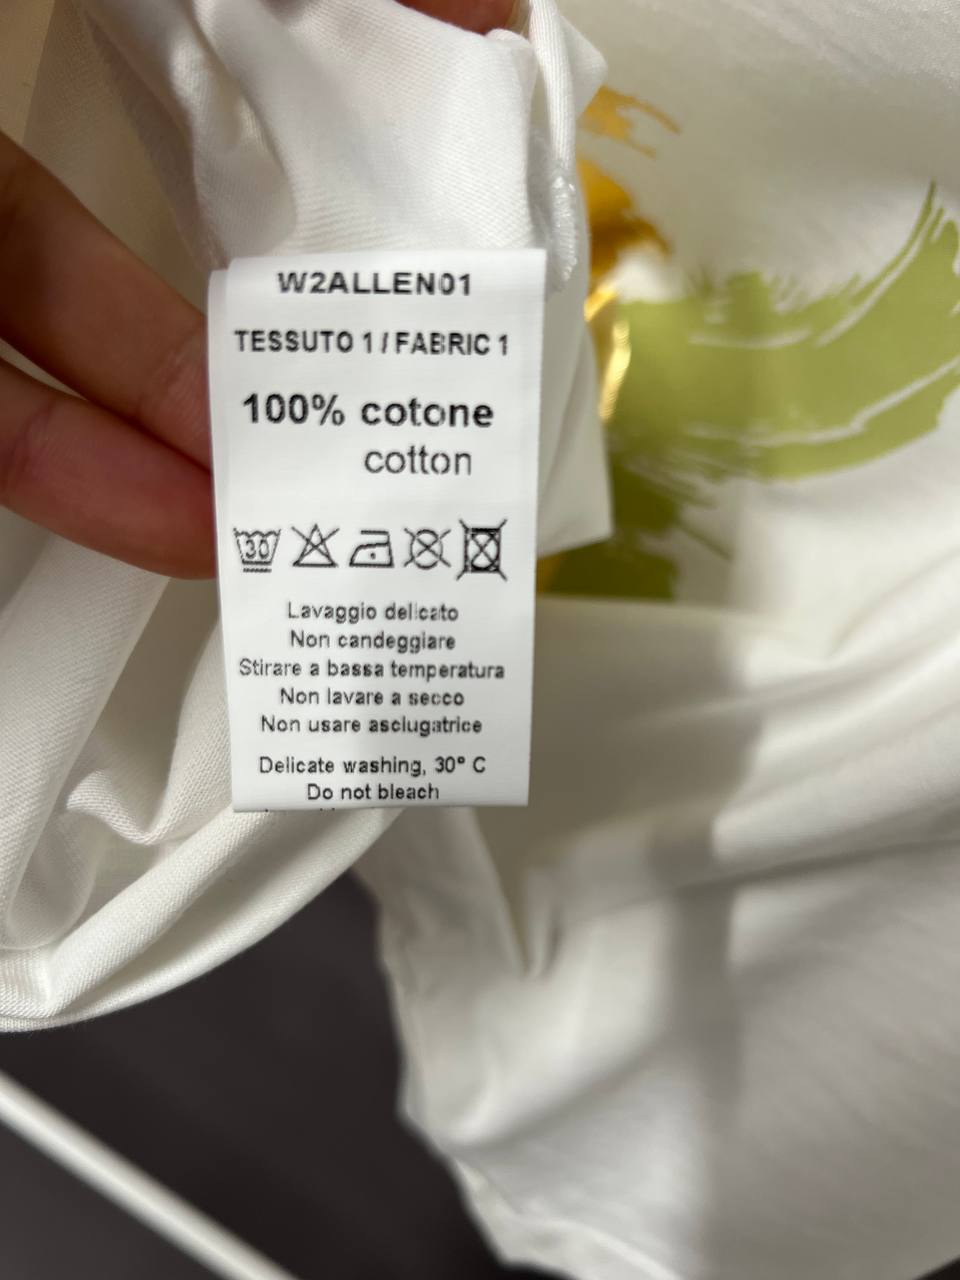 W2ALLEN01
TESSUTO 1 / FABRIC 1
100% cotone
cotton
30
Lavaggio delicato
Non candeggiare
Stirare a bassa temperatura
Non lavare a secco
Non usare asciugatrice
Delicate washing, 30° C
Do not bleach